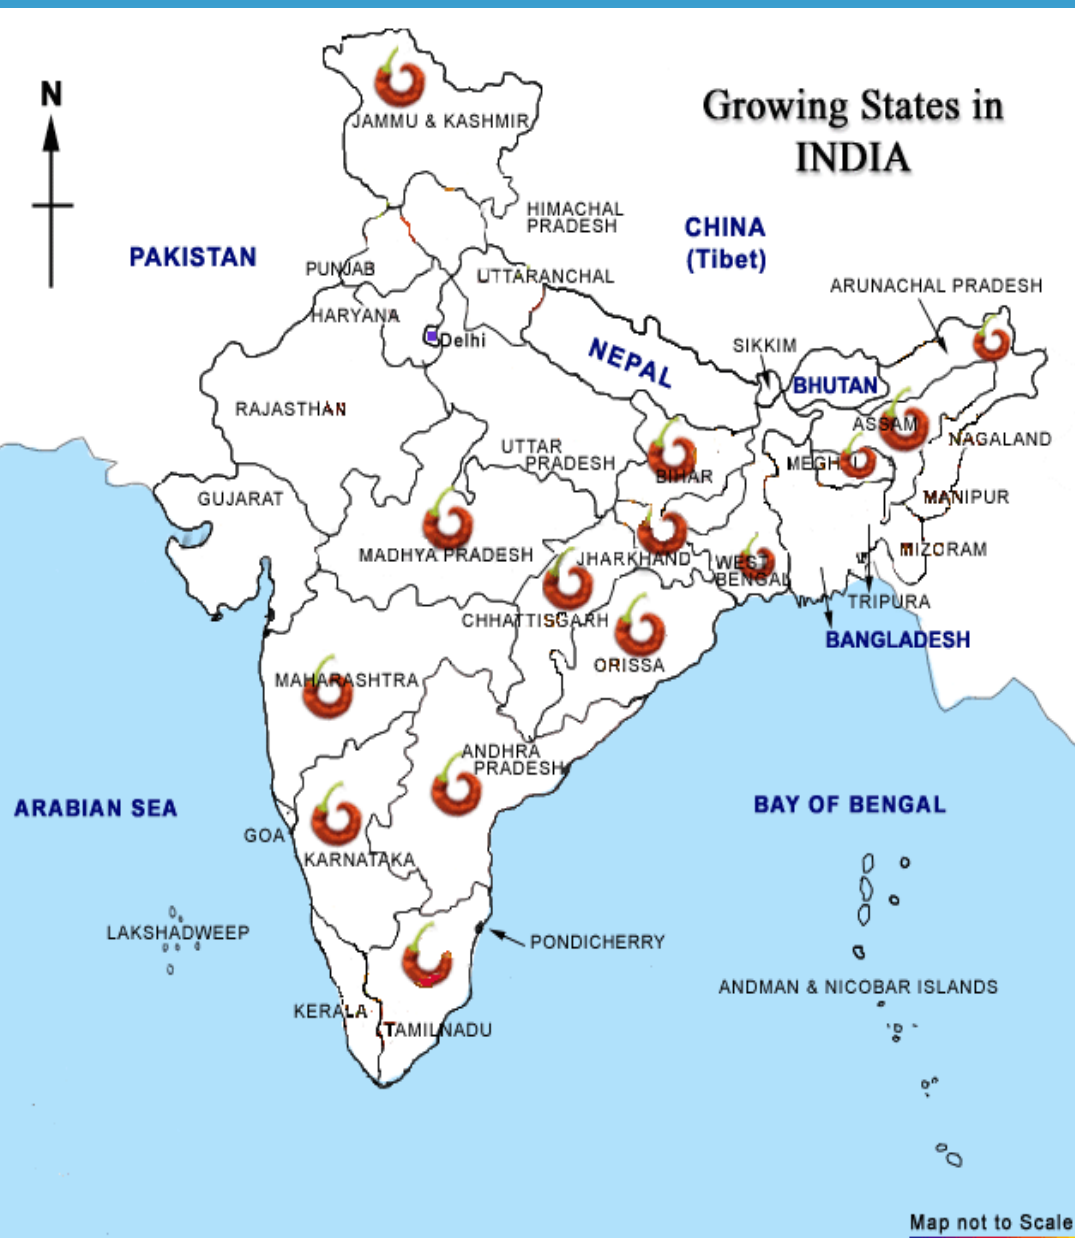 Growing States in
INDIA
N
JAMMU & KASHMIR
HIMACHAL
PRADESH
CHINA
(Tibet)
PAKISTAN
PUNJAB
UTTARANCHAL
ARUNACHAL PRADESH
HARYANA
Delhi
SIKKIM
NEPAL
BHUTAN
RAJASTHAN
ASSAM
NAGALAND
UTTAR
PRADESH
MEGH
BIHAR
GUJARAT
MANIPUR
MADHYA PRADESH
JHARKHAND
WEST
BENGAL
MIZORAM
TRIPURA
CHHATTISGARH
BANGLADESH
ORISSA
MAHARASHTRA
ANDHRA
PRADESH
ARABIAN SEA
BAY OF BENGAL
GOA
KARNATAKA
LAKSHADWEEP
PONDICHERRY
ANDMAN & NICOBAR ISLANDS
KERALA
TAMILNADU
Map not to Scale